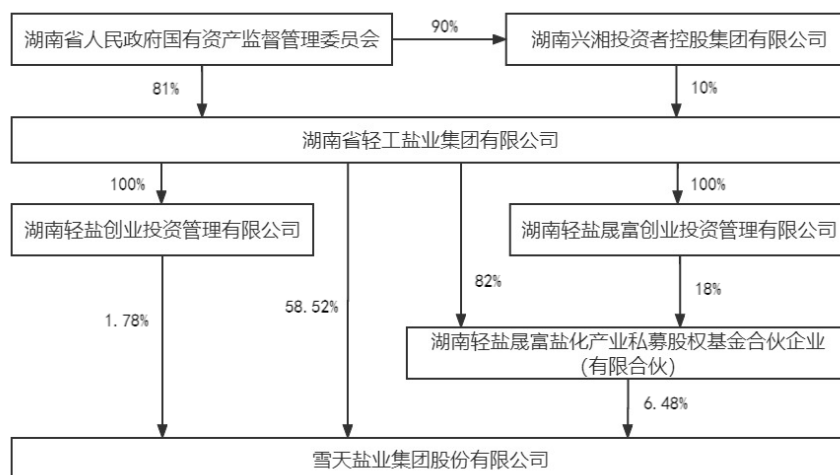 湖南省人民政府国有资产监督管理委员会
90%
湖南兴湘投资者控股集团有限公司
81%
10%
湖南省轻工盐业集团有限公司
100%
100%
湖南轻盐创业投资管理有限公司
湖南轻盐晟富创业投资管理有限公司
1.78%
58.52%
82%
18%
湖南轻盐晟富盐化产业私募股权基金合伙企业
(有限合伙)
6.48%
雪天盐业集团股份有限公司